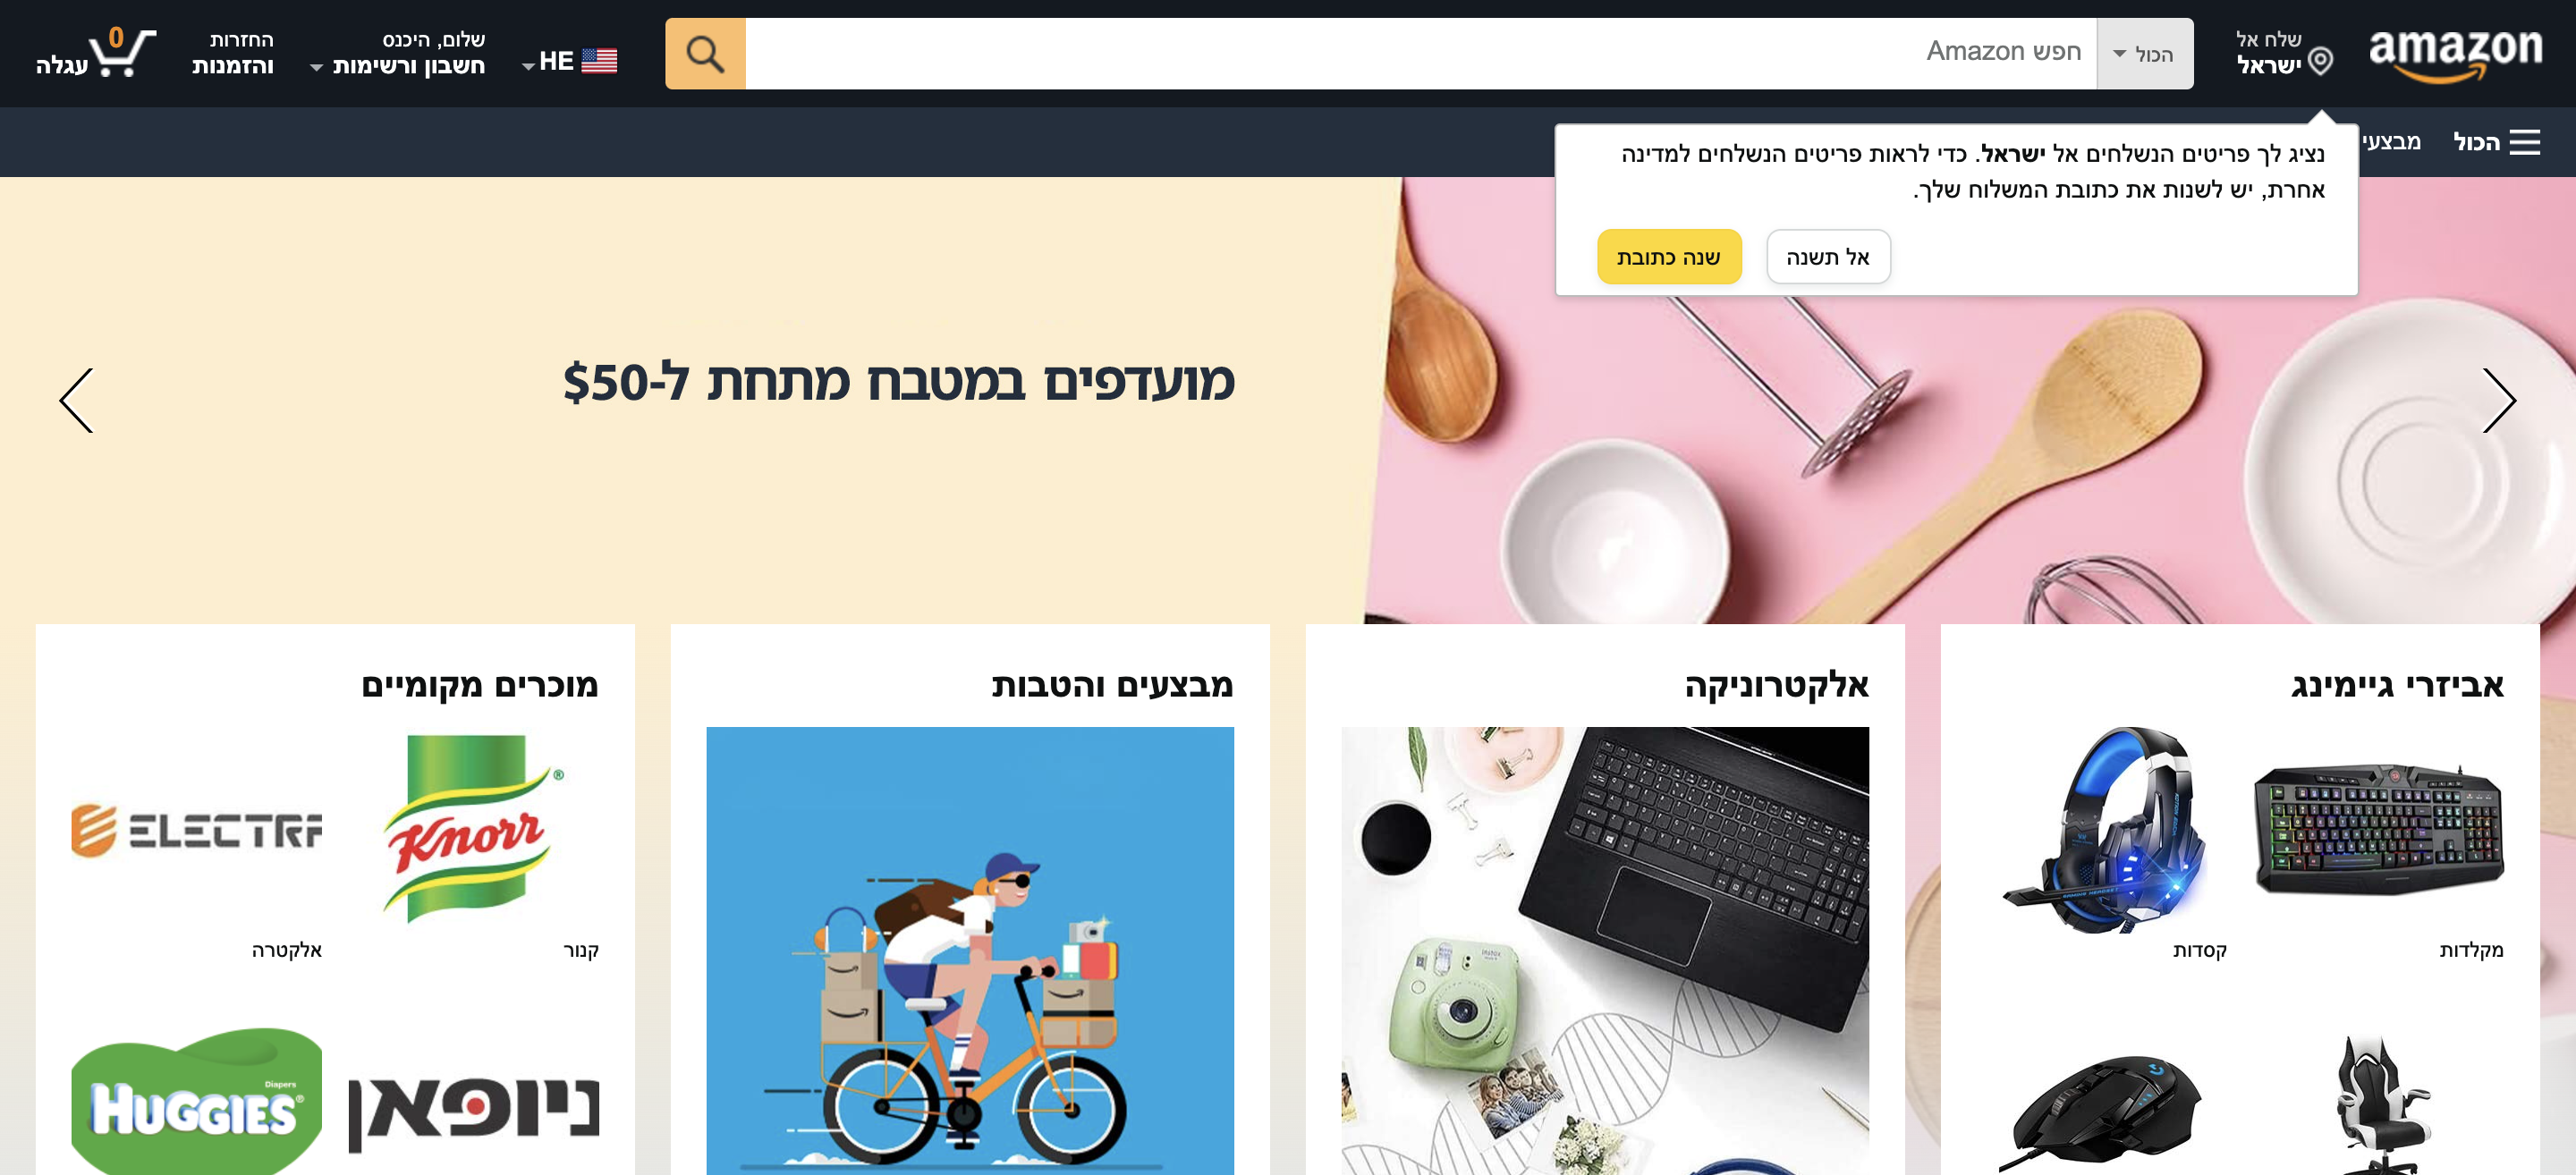 amazon
שלח אל
ישראל
הכול
חפש Amazon
HE
שלום, היכנס
חשבון ורשימות
החזרות
והזמנות
0
עגלה
הכול
מבצעי
נציג לך פריטים הנשלחים אל ישראל. כדי לראות פריטים הנשלחים למדינה
אחרת, יש לשנות את כתובת המשלוח שלך.
אל תשנה
שנה כתובת
מועדפים במטבח מתחת ל-$50
אביזרי גיימינג
מקלדות
קסדות
אלקטרוניקה
מבצעים והטבות
מוכרים מקומיים
Knorr®
ELECTR
קנור
אלקטרה
ניופאן
Diapers
HUGGIES®